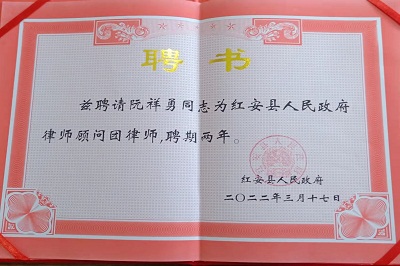 聘书
兹聘请阮祥勇同志为红安县人民政府
律师顾问团律师,聘期两年。
红安县人民政府
二〇二二年三月十七日